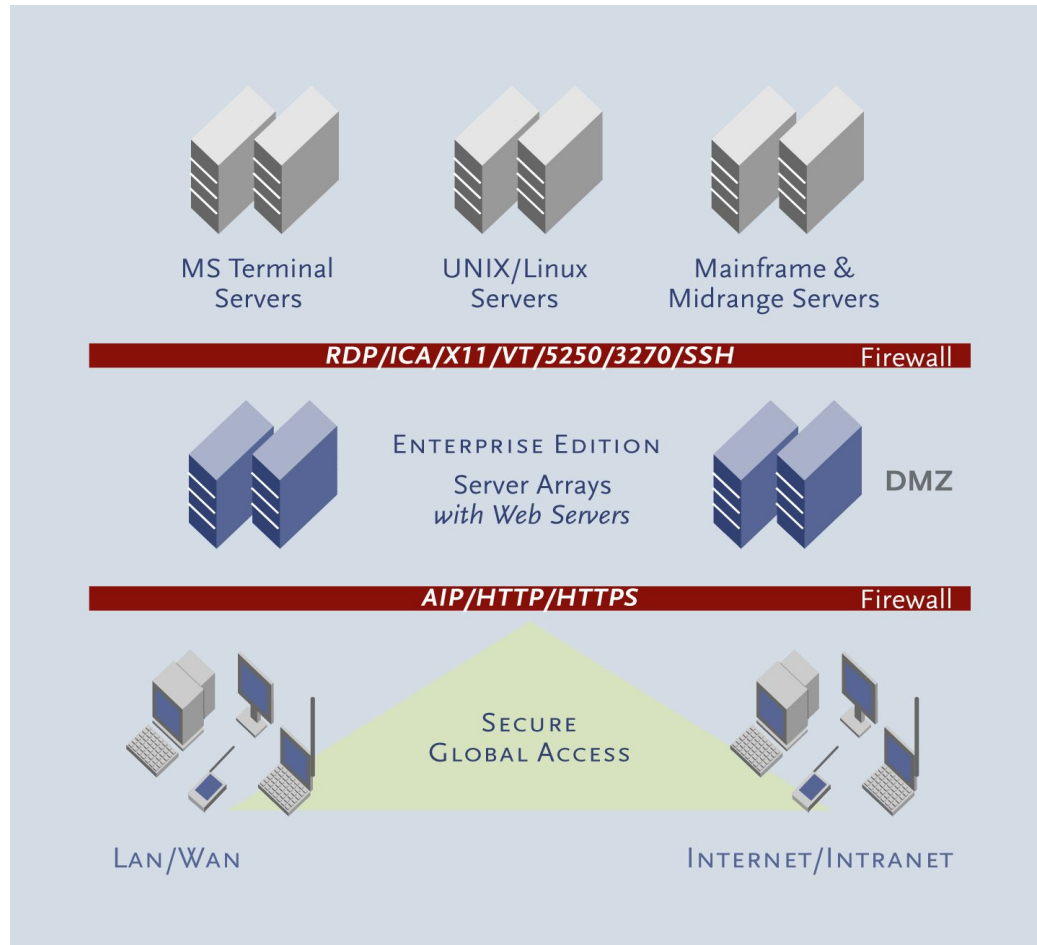 MS Terminal
Servers
UNIX/Linux
Servers
Mainframe &
Midrange Servers
RDP/ICA/X11/VT/5250/3270/SSH
Firewall
ENTERPRISE EDITION
Server Arrays
with Web Servers
DMZ
AIP/HTTP/HTTPS
Firewall
SECURE
GLOBAL ACCESS
LAN/WAN
INTERNET/INTRANET